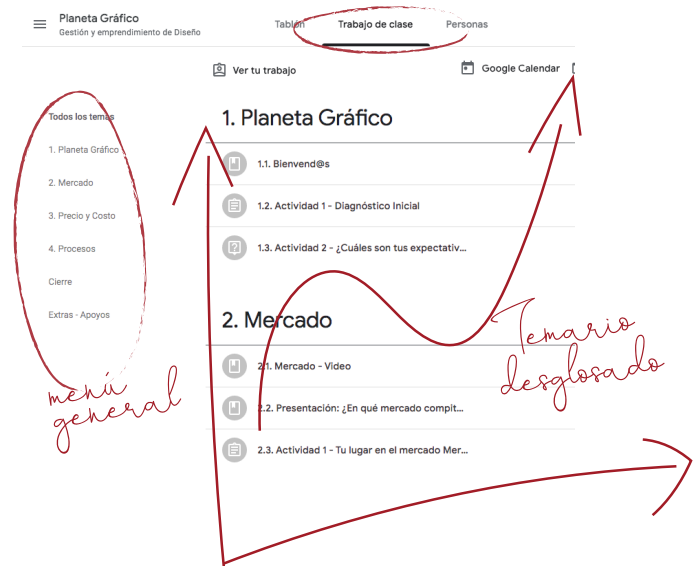 Planeta Gráfico
Gestión y emprendimiento de Diseño
Tablón
Trabajo de clase
Personas
Ver tu trabajo
Google Calendar
Todos los temas
1. Planeta Gráfico
2. Mercado
3. Precio y Costo
4. Procesos
Cierre
Extras - Apoyos
menú
general
1. Planeta Gráfico
1.1. Bienvend@s
1.2. Actividad 1 - Diagnóstico Inicial
1.3. Actividad 2 - ¿Cuáles son tus expectativ...
2. Mercado
2.1. Mercado - Video
2.2. Presentación: ¿En qué mercado compit...
2.3. Actividad 1 - Tu lugar en el mercado Mer...
Temario
desglosado